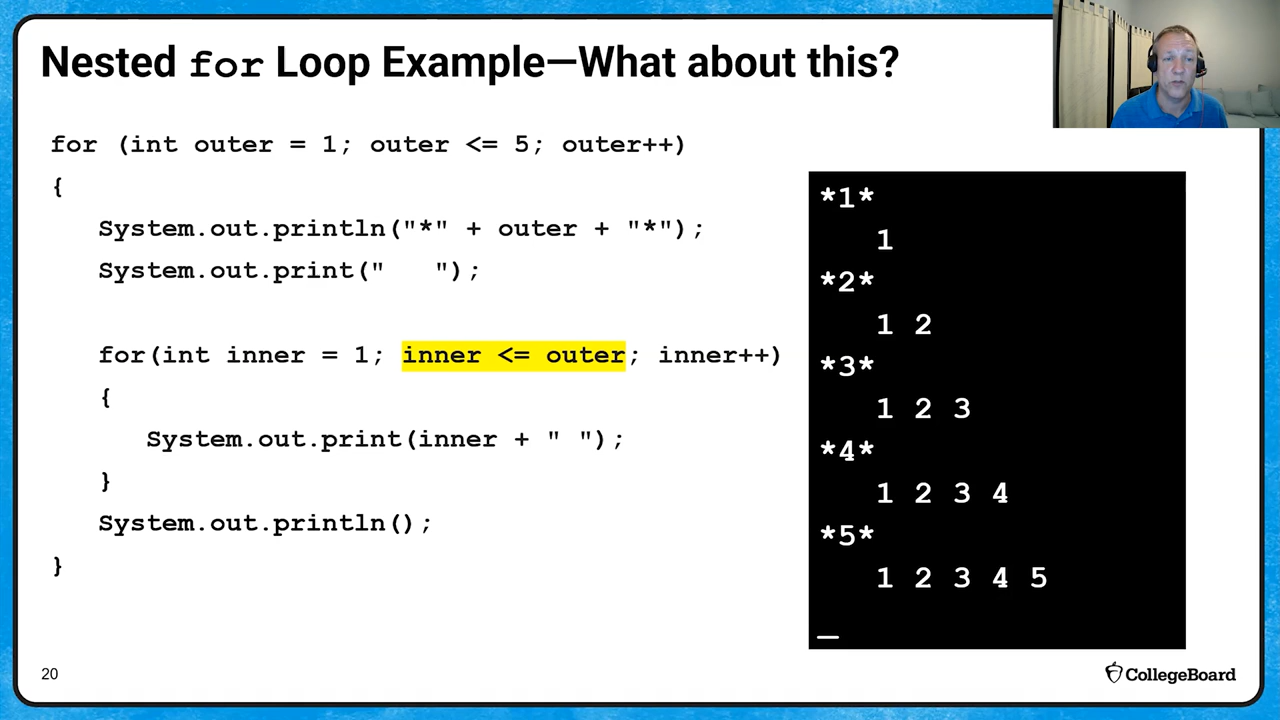 Nested for Loop Example—What about this?
for (int outer = 1; outer <= 5; outer++)
{
System.out.println("*" + outer + "*");
System.out.print("   ");
for(int inner = 1; inner <= outer; inner++)
{
System.out.print(inner + " ");
}
System.out.println();
}
*1*
1
*2*
1 2
*3*
1 2 3
*4*
1 2 3 4
*5*
1 2 3 4 5
_
20
CollegeBoard